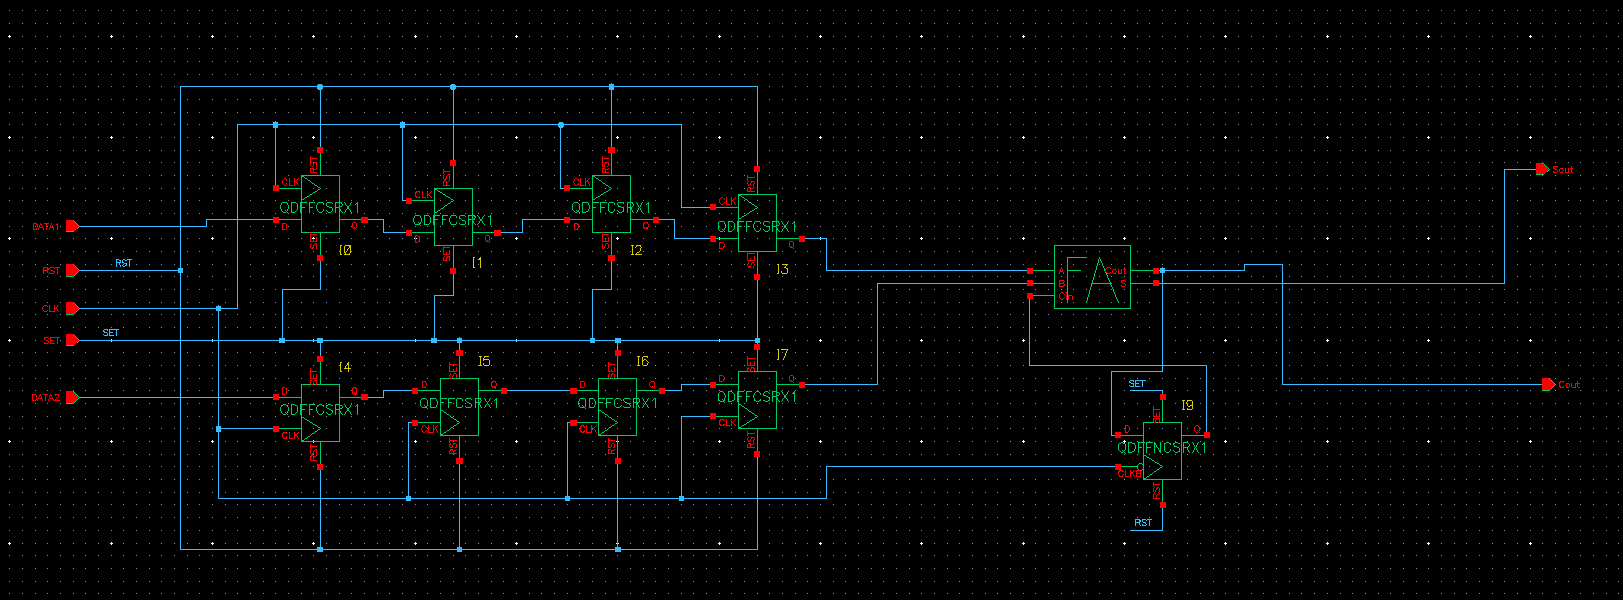 RST
RST
RST
RST
CLK
CLK
CLK
CLK
QDFFCSRX1
QDFFCSRX1
QDFFCSRX1
QDFFCSRX1
D
Q
D
Q
D
Q
D
Q
SET
SET
SET
SET
I0
I1
I2
I3
DATA1
RST
RST
CLK
SET
SET
DATA2
A
B
Cin
Cout
S
Sout
Cout
I4
I5
I6
I7
SET
SET
SET
SET
D
Q
D
Q
D
Q
D
Q
QDFFCSRX1
QDFFCSRX1
QDFFCSRX1
QDFFCSRX1
CLK
CLK
CLK
CLK
RST
RST
RST
RST
SET
SET
I9
D
Q
QDFFNCSRX1
CLKB
RST
RST